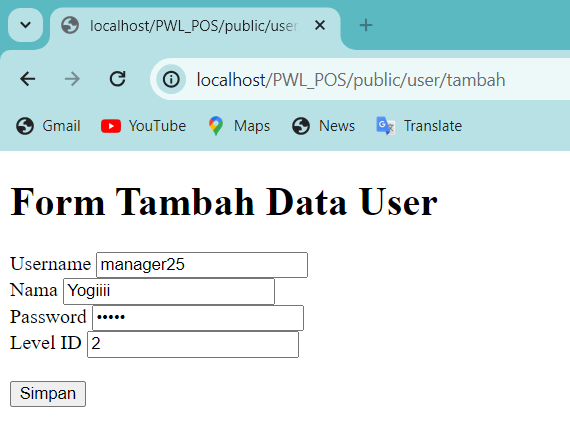 localhost/PWL_POS/public/user
localhost/PWL_POS/public/user/tambah
Gmail YouTube Maps News Translate
Form Tambah Data User
Username manager25
Nama Yogiiii
Password •••••
Level ID 2
Simpan